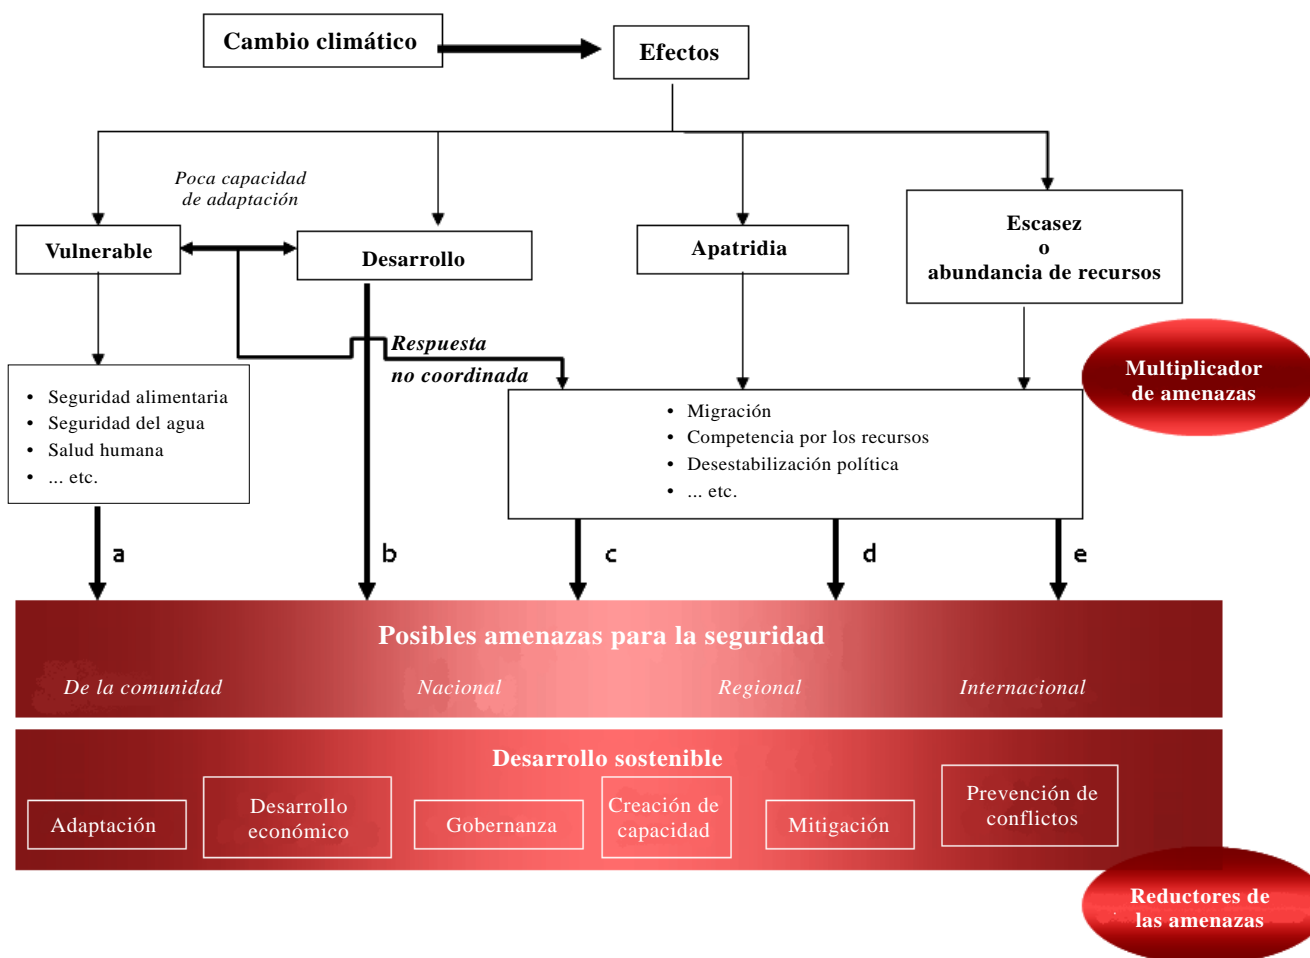 Cambio climático
Efectos
Poca capacidad
de adaptación
Vulnerable
Desarrollo
Apatridia
Escasez
o
abundancia de recursos
Respuesta
no coordinada
Multiplicador
de amenazas
• Seguridad alimentaria
• Seguridad del agua
• Salud humana
• ... etc.
• Migración
• Competencia por los recursos
• Desestabilización política
• ... etc.
a
b
c
d
e
Posibles amenazas para la seguridad
De la comunidad
Nacional
Regional
Internacional
Desarrollo sostenible
Adaptación
Desarrollo
económico
Gobernanza
Creación de
capacidad
Mitigación
Prevención de
conflictos
Reductores de
las amenazas